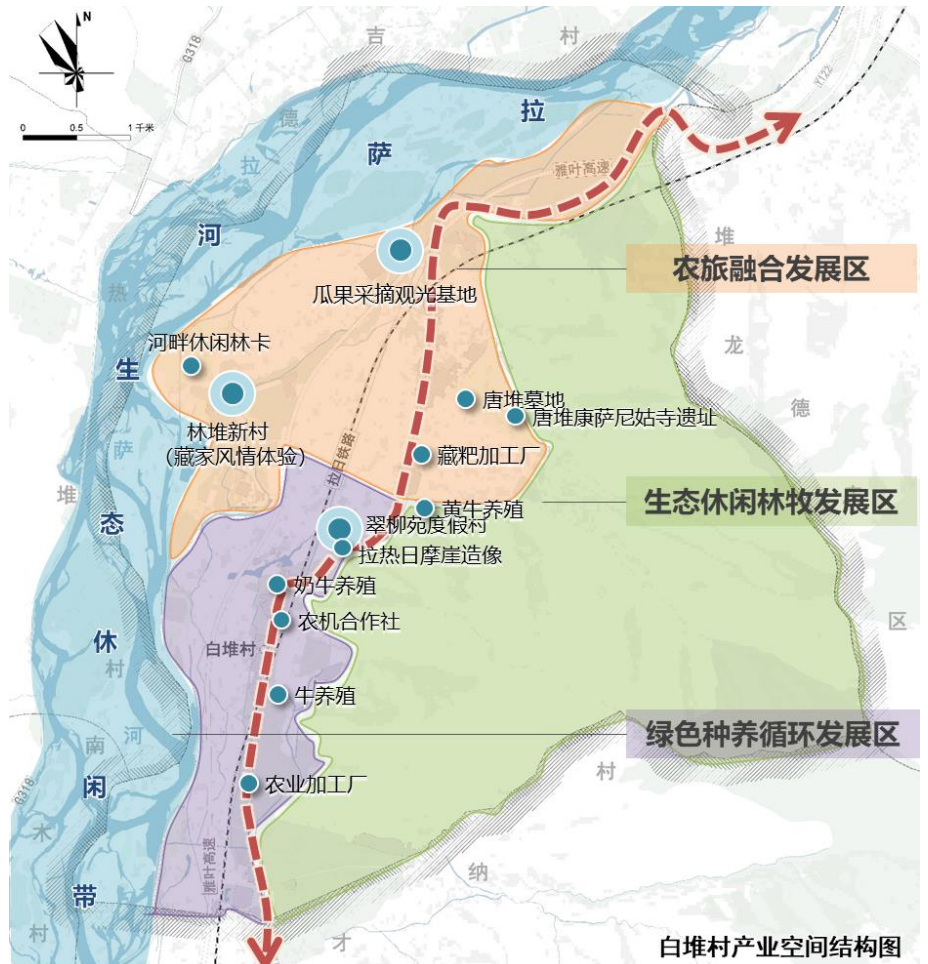 N
0 0.5 1 千米
G318
吉村
德
Y122
拉萨河生态休闲带
拉
萨
河
雅叶高速
农旅融合发展区
瓜果采摘观光基地
堆龙德
区
热堆村
河畔休闲林卡
林堆新村
（藏家风情体验）
唐堆墓地
唐堆康萨尼姑寺遗址
拉日铁路
藏粑加工厂
生态休闲林牧发展区
黄牛养殖
翠柳苑度假村
拉热日摩崖造像
奶牛养殖
农机合作社
白堆村
牛养殖
绿色种养循环发展区
南
木
村
G318
农业加工厂
雅叶高速
村
纳
才
白堆村产业空间结构图